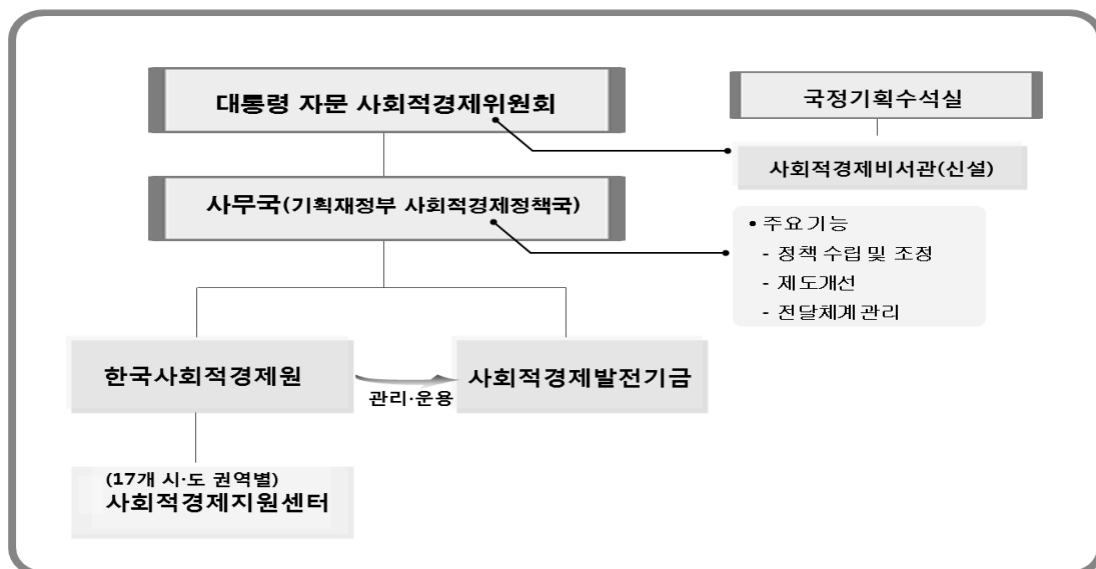 대통령 자문 사회적경제위원회
국정기획수석실
사회적경제비서관(신설)
사무국(기획재정부 사회적경제정책국)
• 주요기능
- 정책 수립 및 조정
- 제도개선
- 전달체계 관리
한국사회적경제원
관리·운용
사회적경제발전기금
(17개 시·도 권역별)
사회적경제지원센터